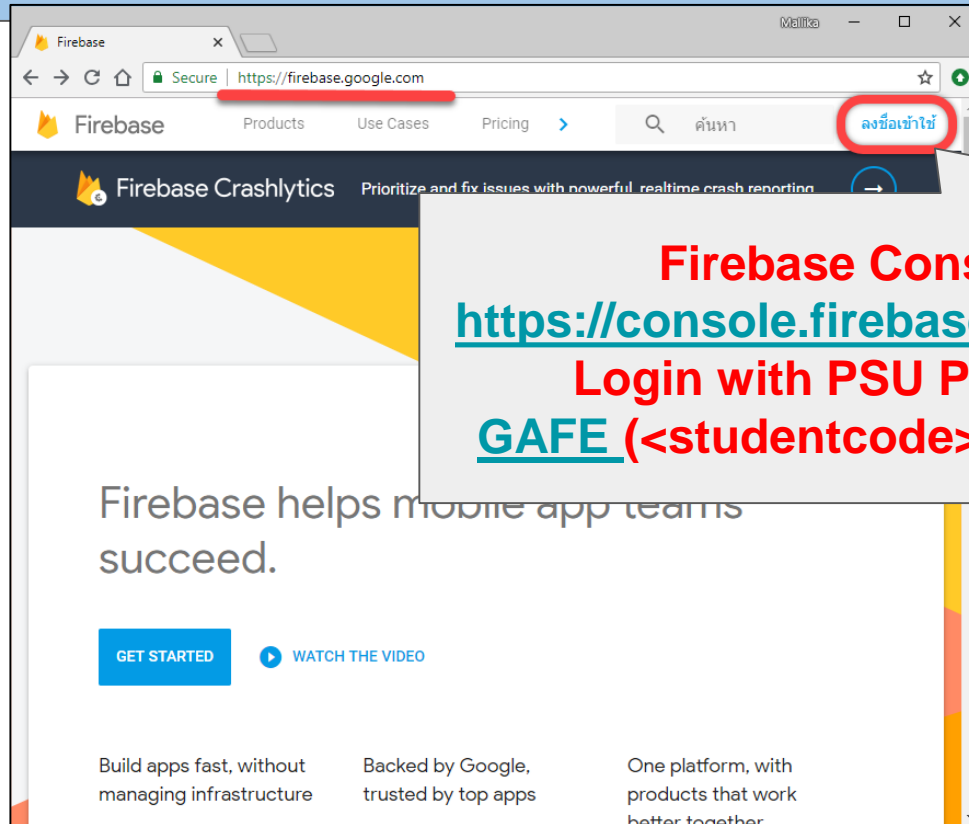 Mallika
Firebase
Secure https://firebase.google.com
Firebase Products Use Cases Pricing ค้นหา ลงชื่อเข้าใช้
Firebase Crashlytics Prioritize and fix issues with powerful, realtime crash reporting
Firebase
https://console.
Login with PSU
GAFE (<studentcode>
Firebase helps mobile app teams
succeed.
GET STARTED WATCH THE VIDEO
Build apps fast, without
managing infrastructure
Backed by Google,
trusted by top apps
One platform, with
products that work
better together